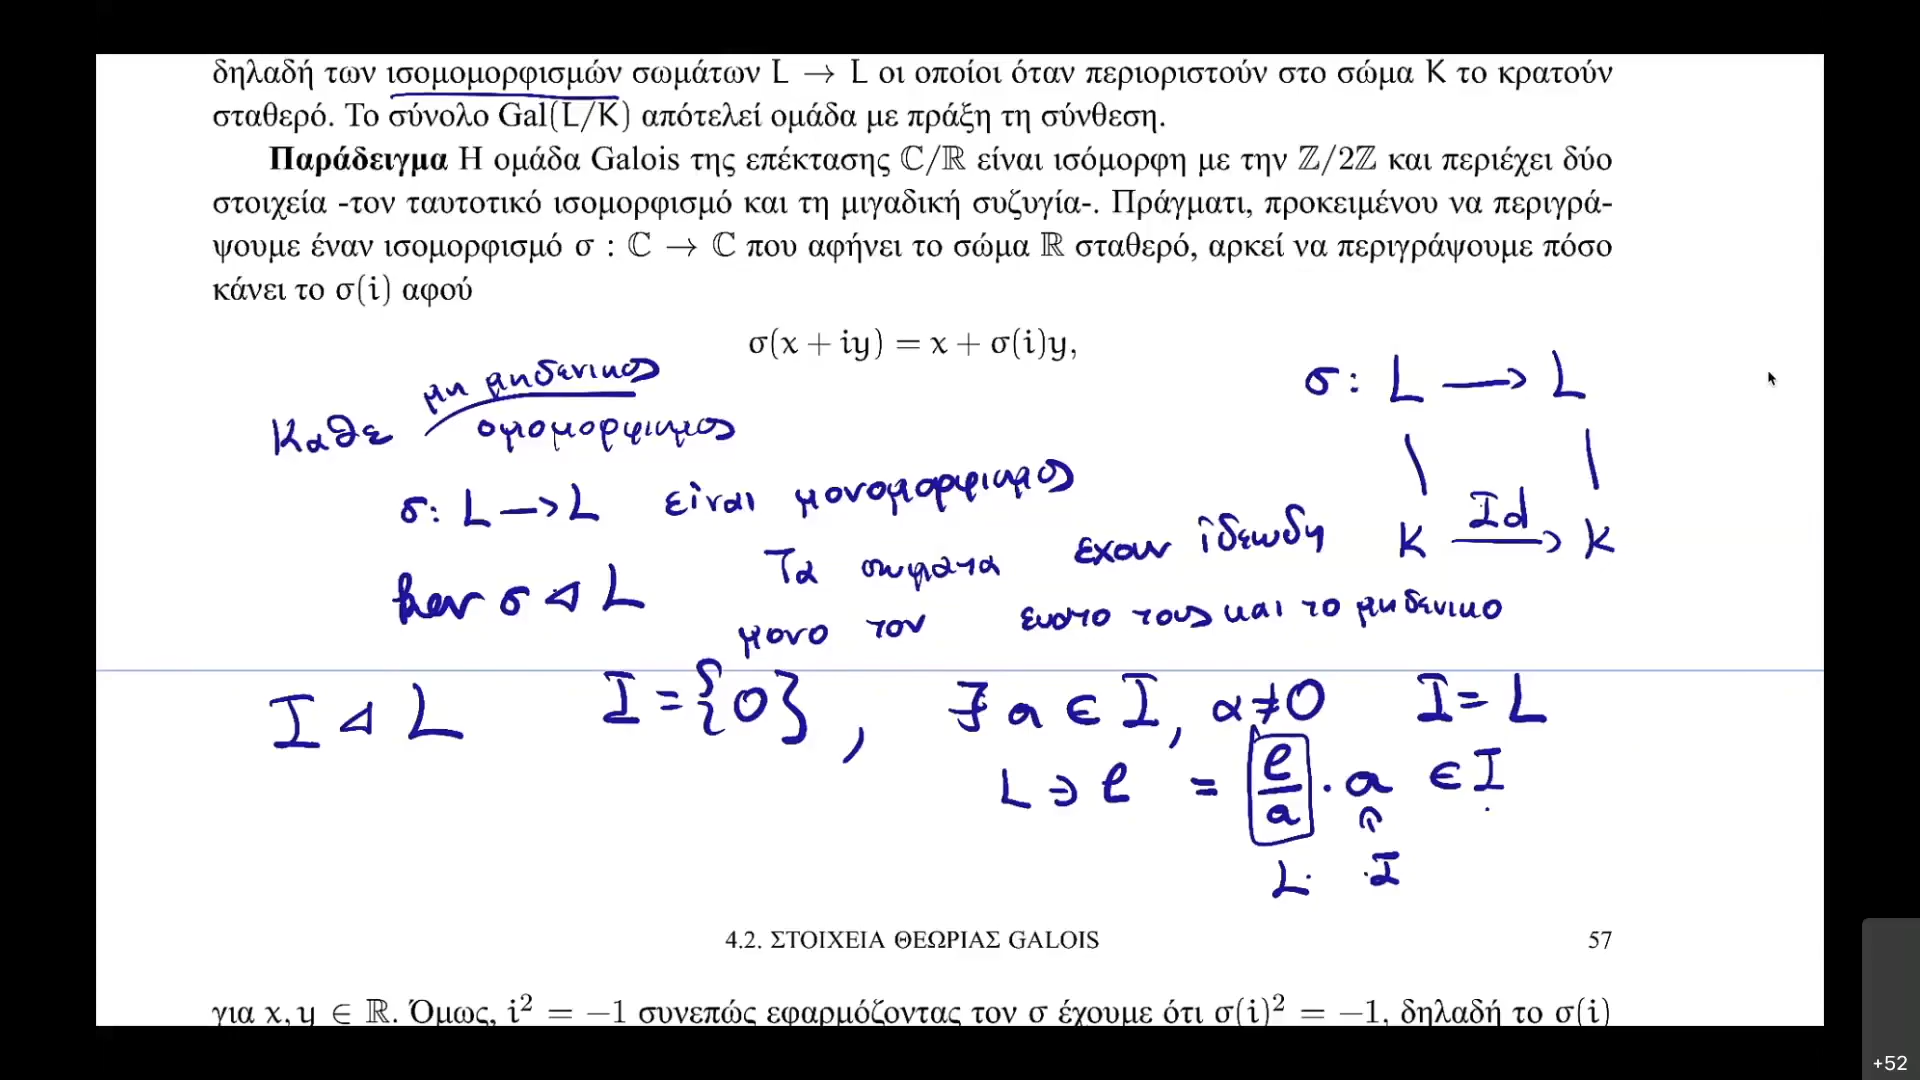 δηλαδή των ισομομορφισμών σωμάτων L → L οι οποίοι όταν περιοριστούν στο σώμα K το κρατούν
σταθερό. Το σύνολο Gal(L/K) απότελεί ομάδα με πράξη τη σύνθεση.
Παράδειγμα Η ομάδα Galois της επέκτασης ℂ/ℝ είναι ισόμορφη με την ℤ/2ℤ και περιέχει δύο
στοιχεία -τον ταυτοτικό ισομορφισμό και τη μιγαδική συζυγία-. Πράγματι, προκειμένου να περιγρά-
ψουμε έναν ισομορφισμό σ : ℂ → ℂ που αφήνει το σώμα ℝ σταθερό, αρκεί να περιγράψουμε πόσο
κάνει το σ(i) αφού
σ(x + iy) = x + σ(i)y,
μη μηδενικος
Καθε ομομορφισμος
σ: L → L
σ: L → L είναι μονομορφισμος
K Id → K
Τα σωματα εχουν ιδεωδη
ker σ ⊲ L
μονο τον ευατο τους και το μηδενικο
I ⊲ L I = {0}, ∃ a ∈ I, α ≠ 0 I = L
L ∋ l = l/a · a ∈ I
L I
4.2. ΣΤΟΙΧΕΙΑ ΘΕΩΡΙΑΣ GALOIS 57
για x, y ∈ ℝ. Όμως, i² = −1 συνεπώς εφαρμόζοντας τον σ έχουμε ότι σ(i)² = −1, δηλαδή το σ(i)
+52